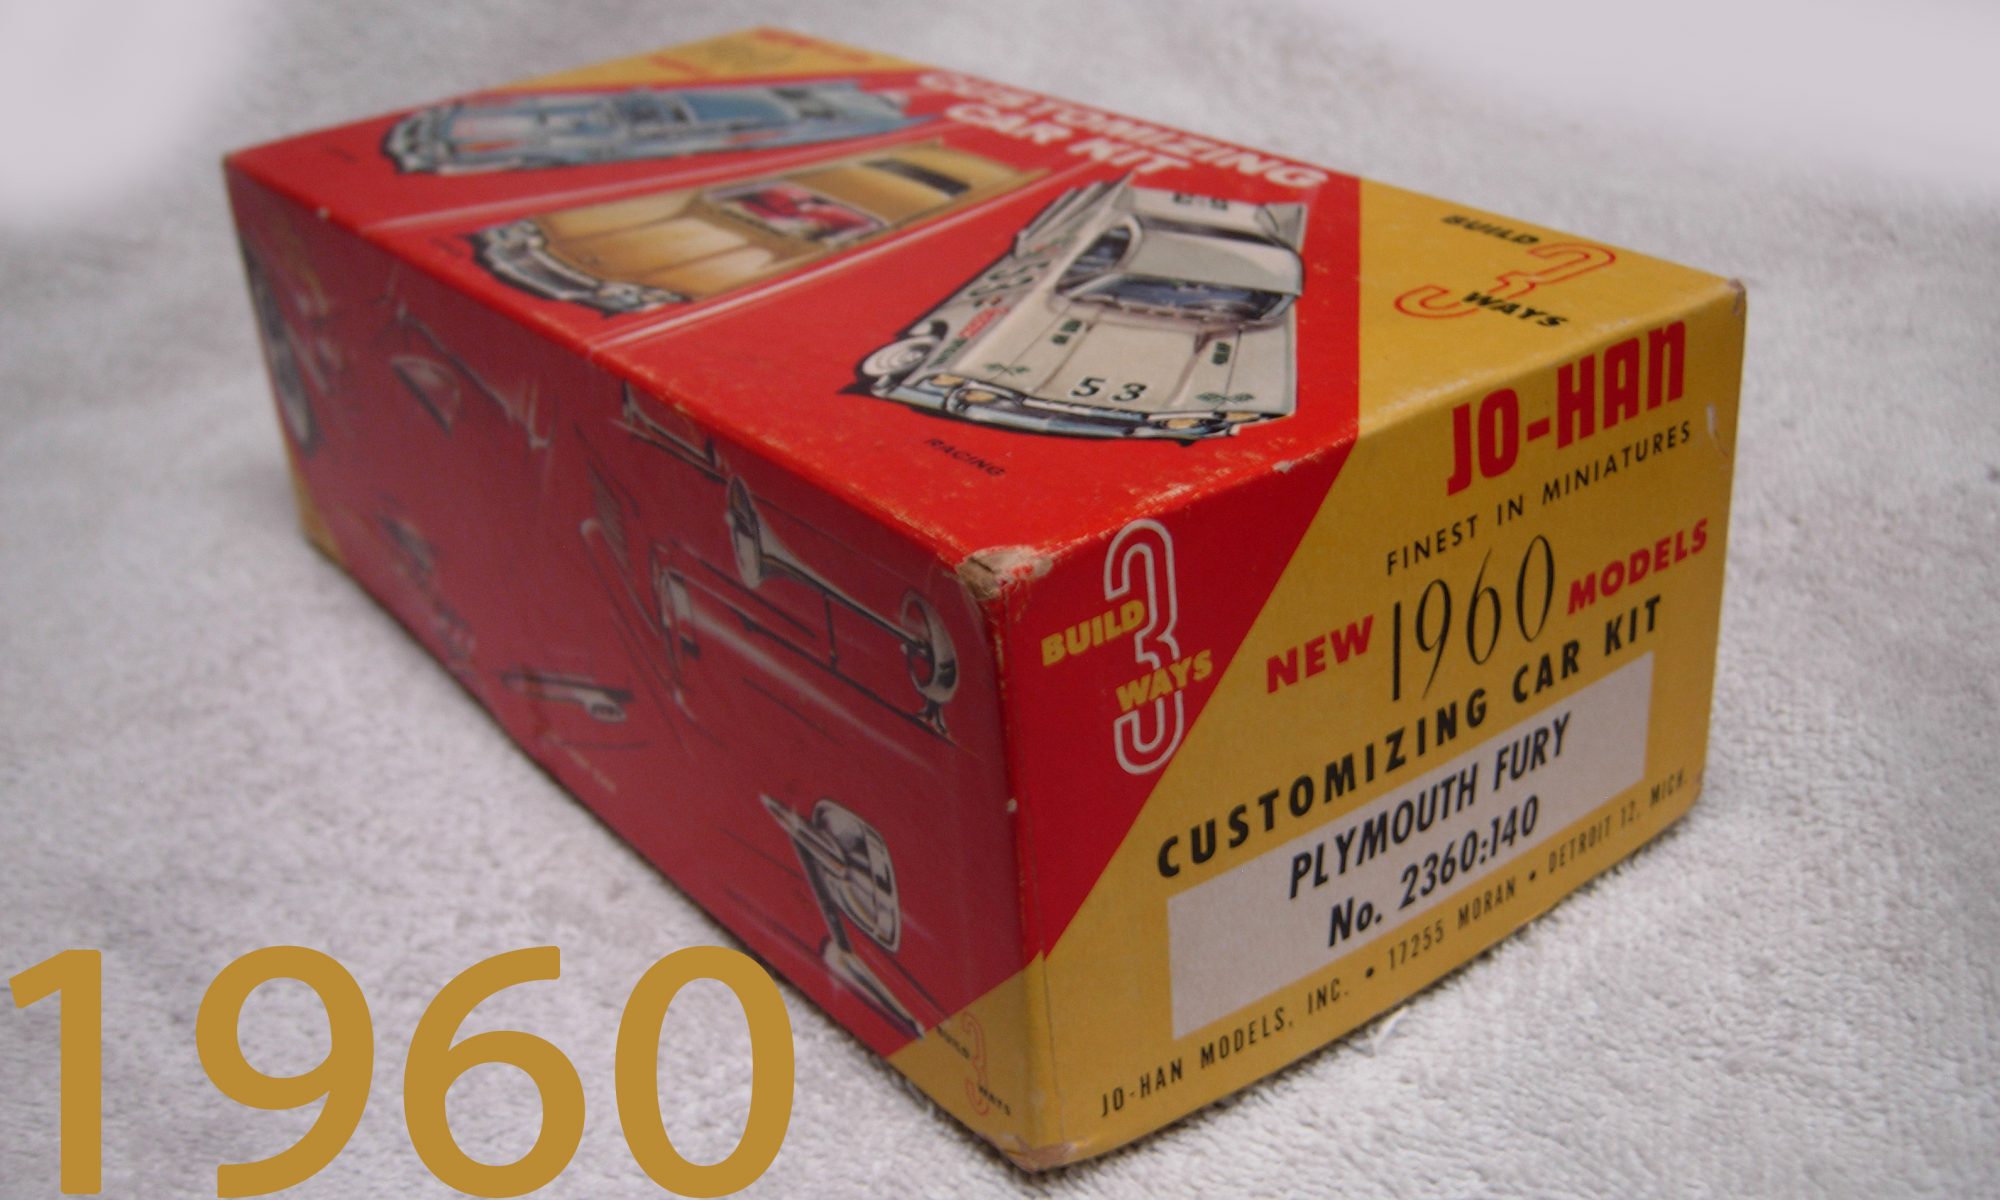 CUSTOMIZING
CAR KIT
BUILD
3
WAYS
53
53
RACING
JO-HAN
FINEST IN MINIATURES
NEW 1960 MODELS
CUSTOMIZING CAR KIT
PLYMOUTH FURY
No. 2360:140
JO-HAN MODELS, INC. • 17255 MORAN • DETROIT 12, MICH.
BUILD
3
WAYS
BUILD
3
WAYS
1960